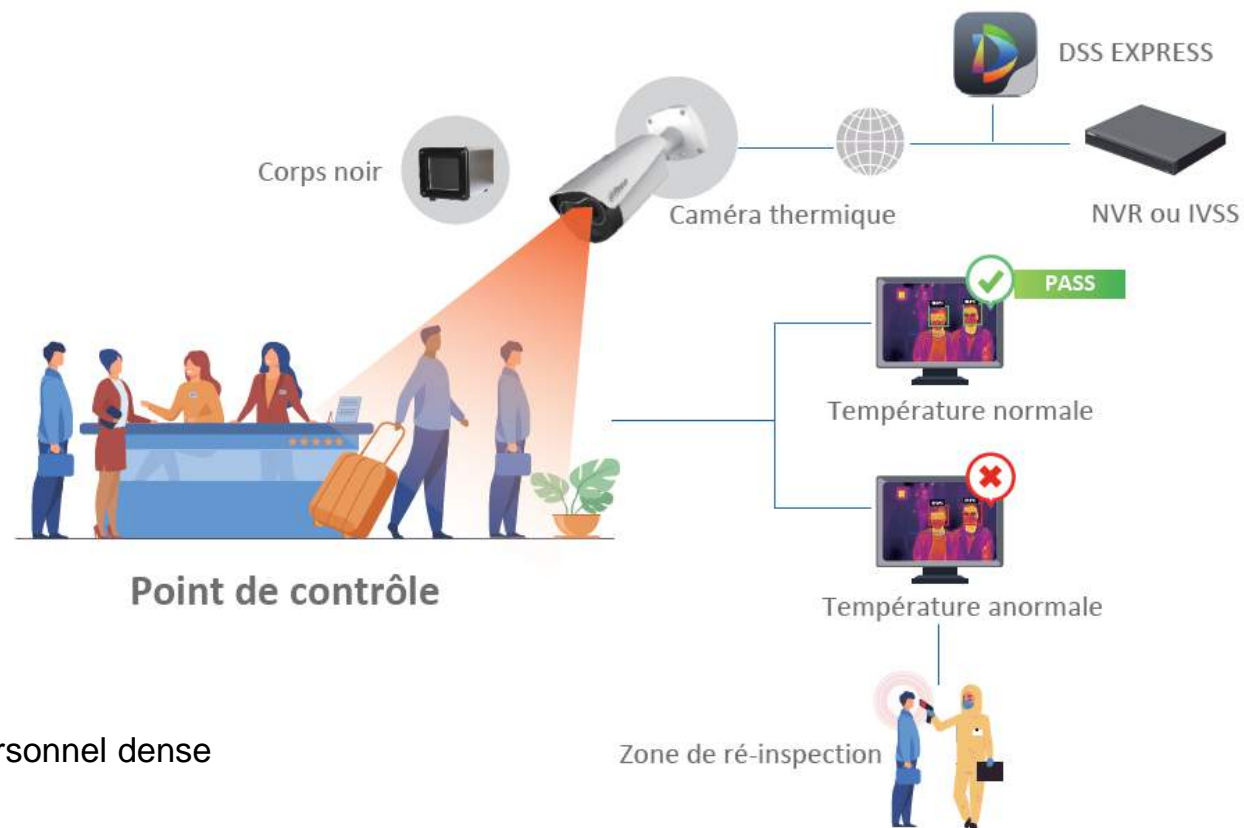 DSS EXPRESS
Corps noir
Caméra thermique
NVR ou IVSS
PASS
Température normale
Point de contrôle
Température anormale
Zone de ré-inspection
rsonnel dense